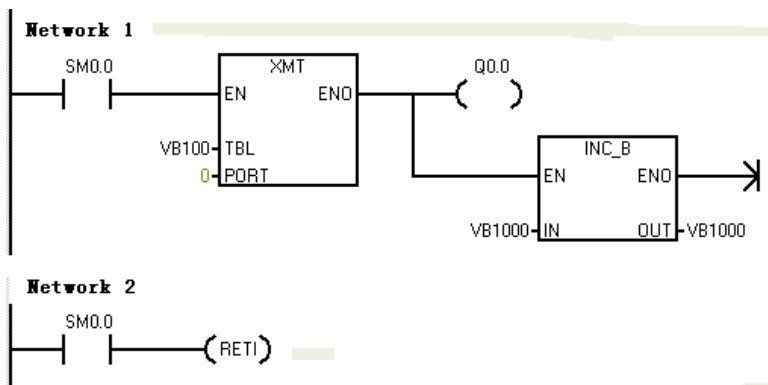 Network 1
SM0.0
XMT
Q0.0
EN ENO
VB100 TBL
0 PORT
INC_B
EN ENO
VB1000 IN OUT VB1000
Network 2
SM0.0
RETI